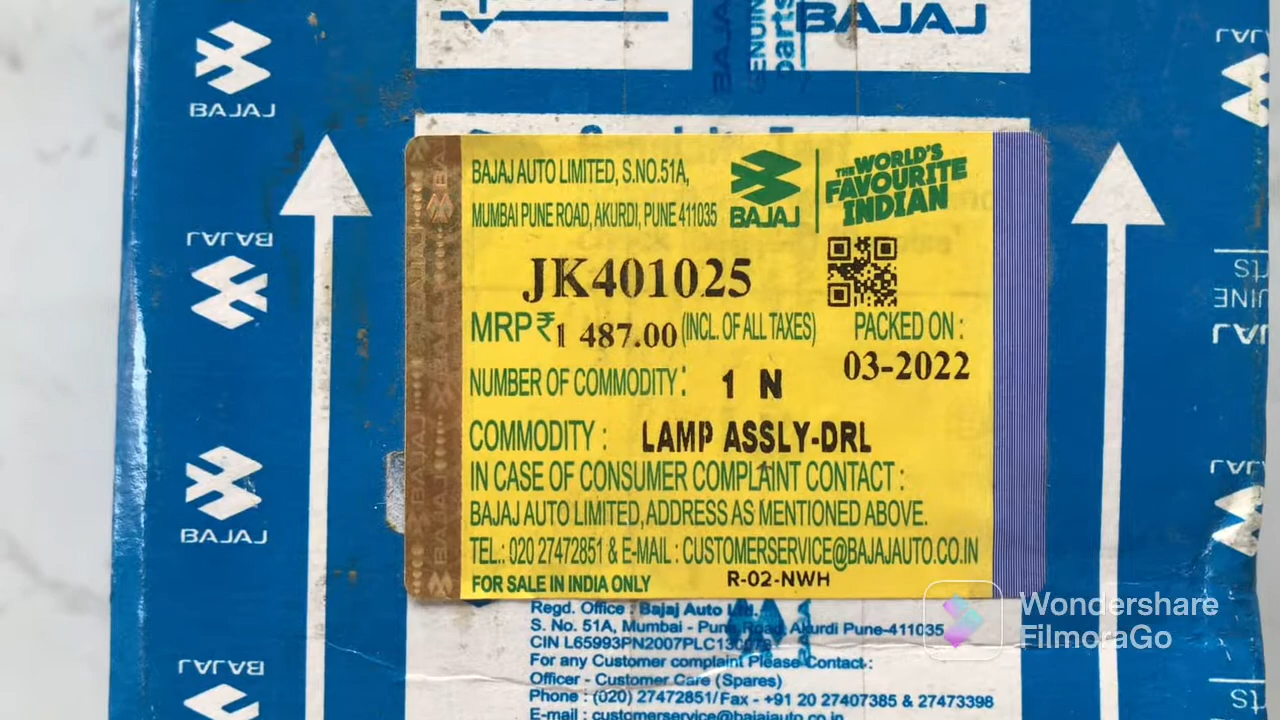 BAJAJ
BAJAJ
GENUINE
parts
BAJAJ
BAJAJ AUTO LIMITED, S.NO.51A,
MUMBAI PUNE ROAD, AKURDI, PUNE 411035
BAJAJ
THE WORLD'S
FAVOURITE
INDIAN
JK401025
MRP ₹ 1 487.00 (INCL. OF ALL TAXES)
PACKED ON :
03-2022
NUMBER OF COMMODITY : 1 N
COMMODITY : LAMP ASSLY-DRL
IN CASE OF CONSUMER COMPLAINT CONTACT :
BAJAJ AUTO LIMITED,ADDRESS AS MENTIONED ABOVE.
TEL.: 020 27472851 & E-MAIL : CUSTOMERSERVICE@BAJAJAUTO.CO.IN
FOR SALE IN INDIA ONLY
R-02-NWH
Regd. Office : Bajaj Auto Ltd.
S. No. 51A, Mumbai - Pune Road, Akurdi Pune-411035
CIN
For any Customer complaint Please Contact :
Officer - Customer Care (Spares)
Phone : (020) 27472851/ Fax - +91 20 27407385 & 27473398
E-mail : customerservice@bajajauto.co.in
BAJAJ
BAJAJ
BAJAJ
Wondershare
FilmoraGo